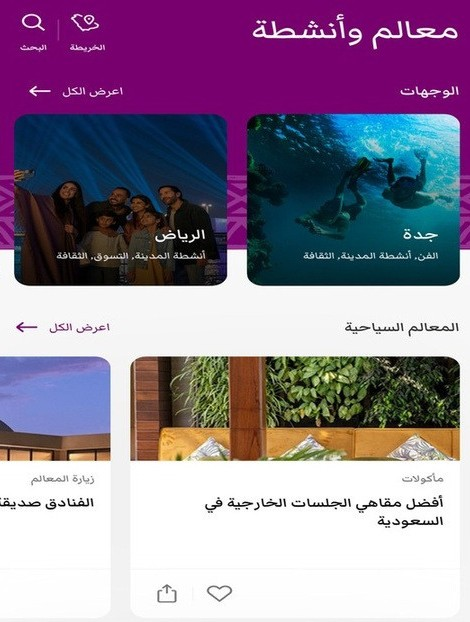 معالم وأنشطة
الخريطة
البحث
الوجهات
اعرض الكل
جدة
الفن, أنشطة المدينة, الثقافة
الرياض
أنشطة المدينة, التسوق, الثقافة
المعالم السياحية
اعرض الكل
مأكولات
أفضل مقاهي الجلسات الخارجية في
السعودية
زيارة المعالم
الفنادق صديقة